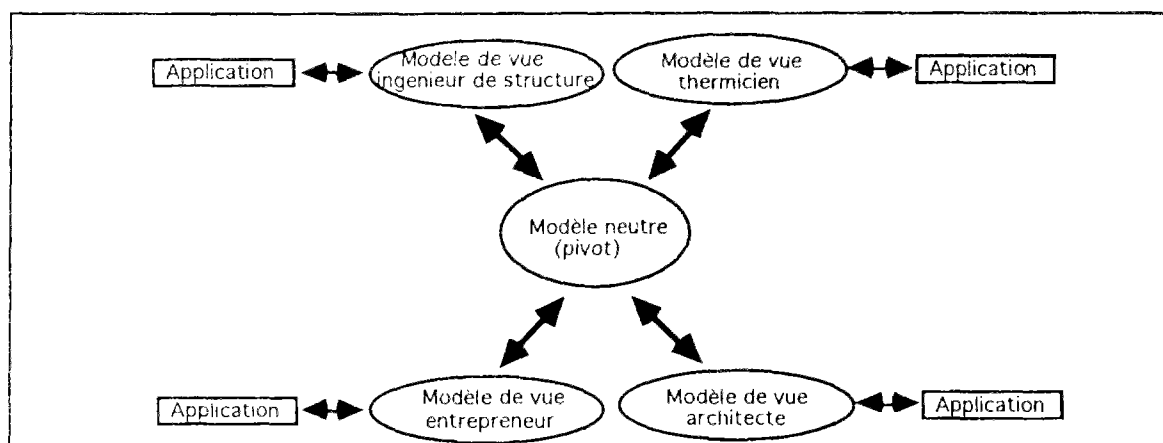 Application
Modele de vue
ingenieur de structure
Modèle de vue
thermicien
Application
Modèle neutre
(pivot)
Application
Modèle de vue
entrepreneur
Modèle de vue
architecte
Application